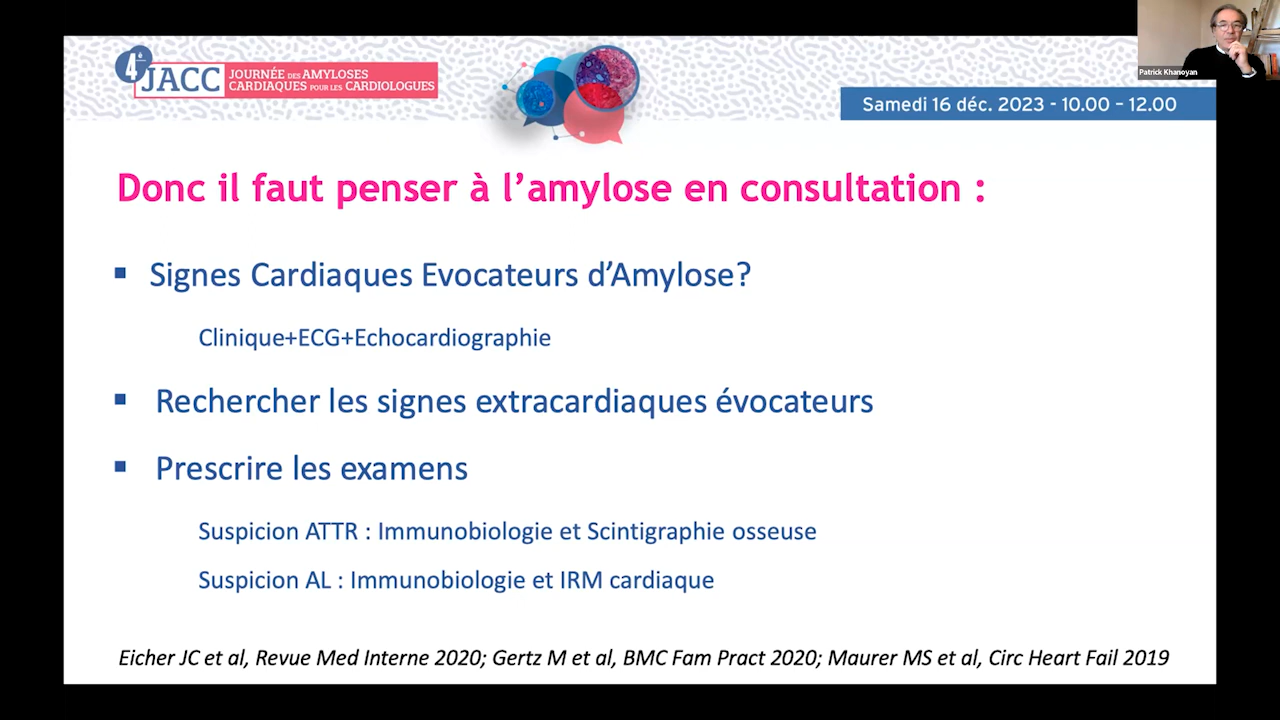 4e
JACC
JOURNÉE DES AMYLOSES
CARDIAQUES POUR LES CARDIOLOGUES
Patrick Khanoyan
Samedi 16 déc. 2023 - 10.00 – 12.00
Donc il faut penser à l’amylose en consultation :
▪ Signes Cardiaques Evocateurs d’Amylose?
Clinique+ECG+Echocardiographie
▪ Rechercher les signes extracardiaques évocateurs
▪ Prescrire les examens
Suspicion ATTR : Immunobiologie et Scintigraphie osseuse
Suspicion AL : Immunobiologie et IRM cardiaque
Eicher JC et al, Revue Med Interne 2020; Gertz M et al, BMC Fam Pract 2020; Maurer MS et al, Circ Heart Fail 2019